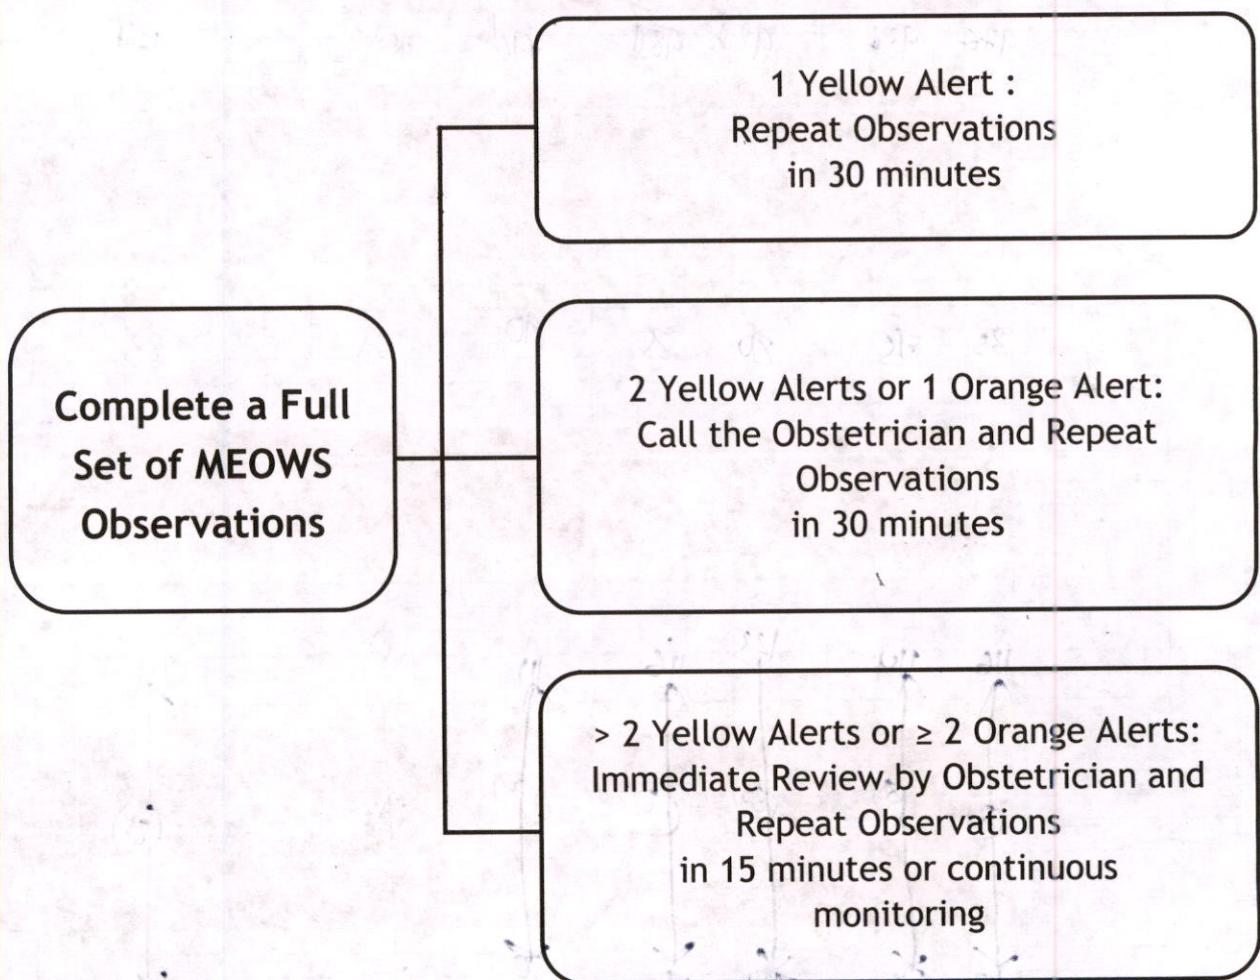 1 Yellow Alert :
Repeat Observations
in 30 minutes
Complete a Full
Set of MEOWS
Observations
2 Yellow Alerts or 1 Orange Alert:
Call the Obstetrician and Repeat
Observations
in 30 minutes
> 2 Yellow Alerts or ≥ 2 Orange Alerts:
Immediate Review by Obstetrician and
Repeat Observations
in 15 minutes or continuous
monitoring